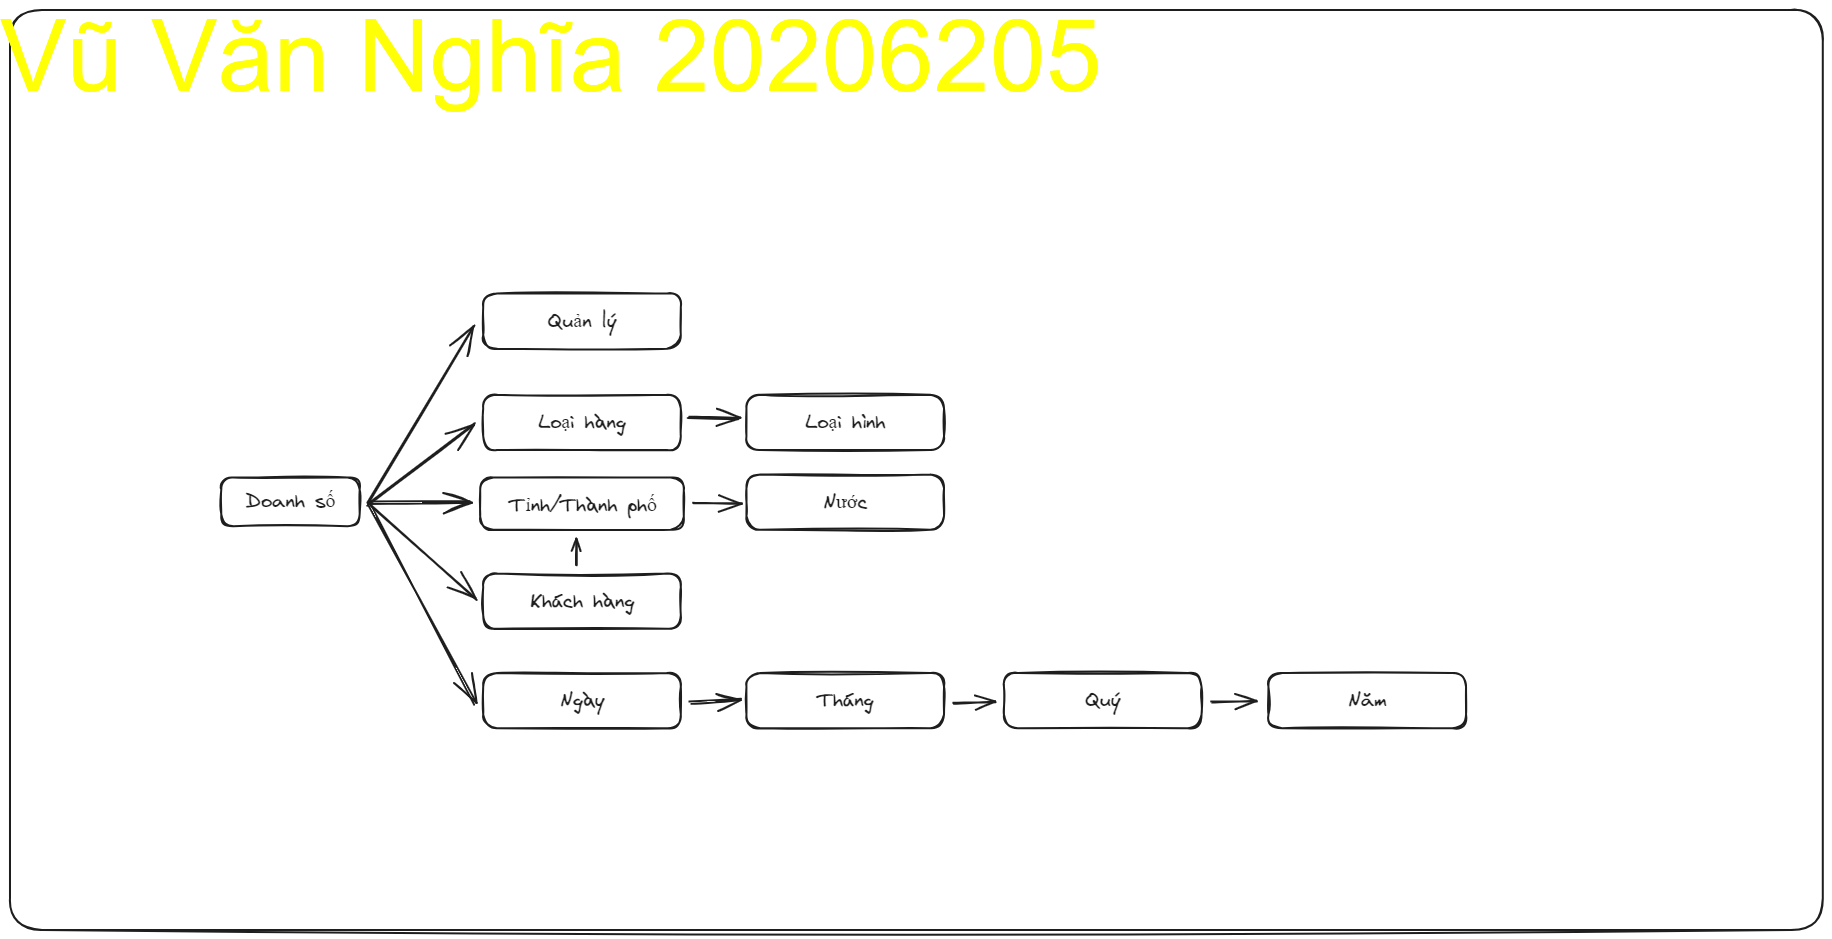 Vũ Văn Nghĩa 20206205
Quản lý
Loại hàng
Loại hình
Doanh số
Tỉnh/Thành phố
Nước
Khách hàng
Ngày
Tháng
Quý
Năm